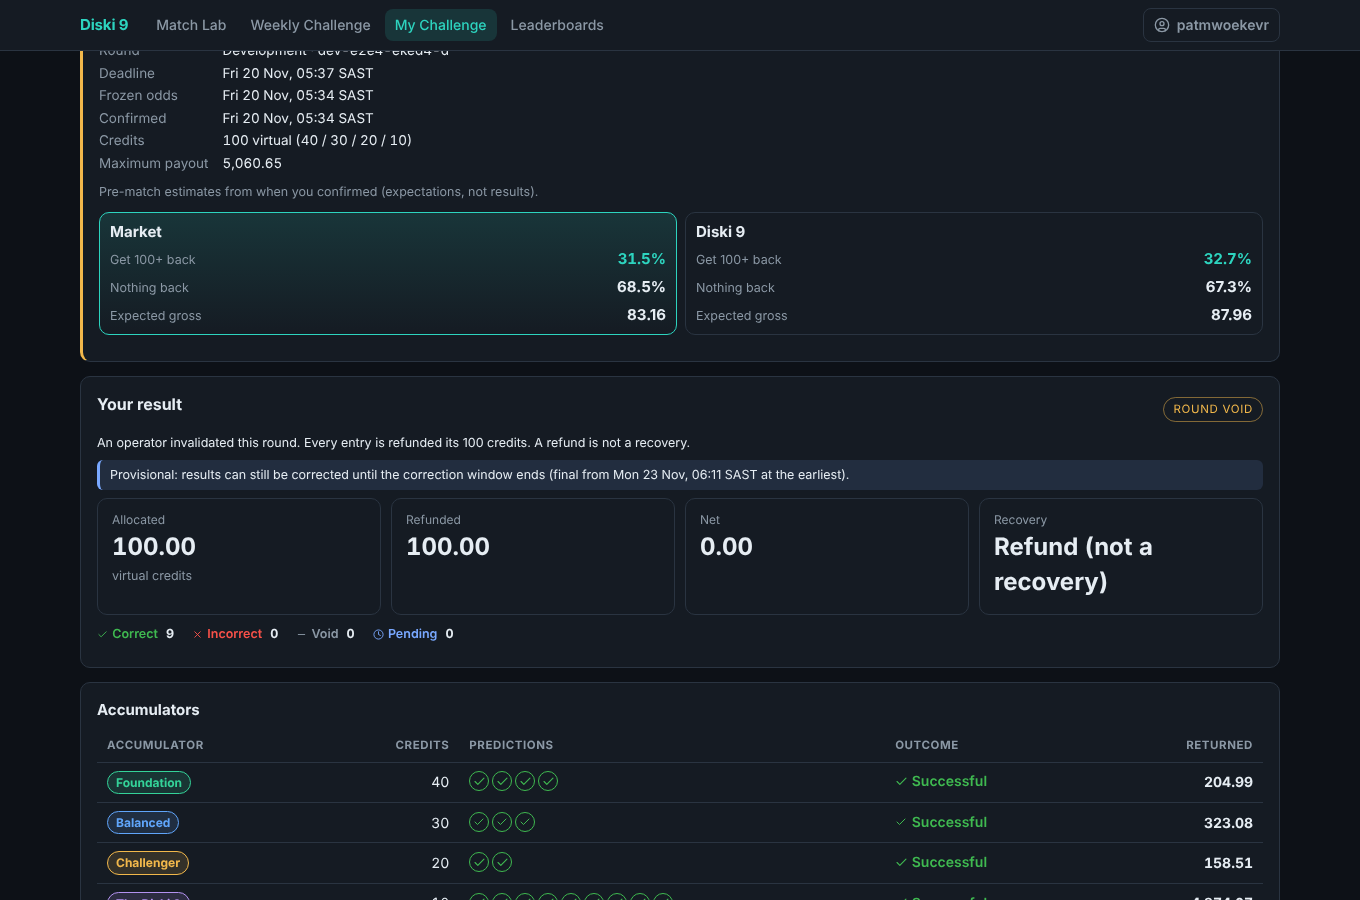 Diski 9 Match Lab Weekly Challenge My Challenge Leaderboards patmwoekevr
Round
Deadline Fri 20 Nov, 05:37 SAST
Frozen odds Fri 20 Nov, 05:34 SAST
Confirmed Fri 20 Nov, 05:34 SAST
Credits 100 virtual (40 / 30 / 20 / 10)
Maximum payout 5,060.65
Pre-match estimates from when you confirmed (expectations, not results).
Market
Get 100+ back 31.5%
Nothing back 68.5%
Expected gross 83.16
Diski 9
Get 100+ back 32.7%
Nothing back 67.3%
Expected gross 87.96
Your result
ROUND VOID
An operator invalidated this round. Every entry is refunded its 100 credits. A refund is not a recovery.
Provisional: results can still be corrected until the correction window ends (final from Mon 23 Nov, 06:11 SAST at the earliest).
Allocated
100.00
virtual credits
Refunded
100.00
Net
0.00
Recovery
Refund (not a
recovery)
Correct 9 Incorrect 0 Void 0 Pending 0
Accumulators
ACCUMULATOR CREDITS PREDICTIONS OUTCOME RETURNED
Foundation 40 Successful 204.99
Balanced 30 Successful 323.08
Challenger 20 Successful 158.51